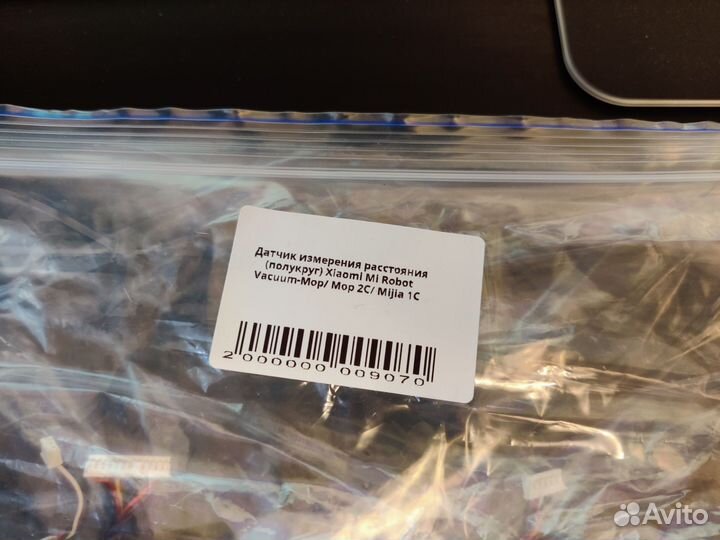 Датчик измерения расстояния
(полукруг) Xiaomi Mi Robot
Vacuum-Mop/ Mop 2C/ Mijia 1C
2 000000 009070
Avito